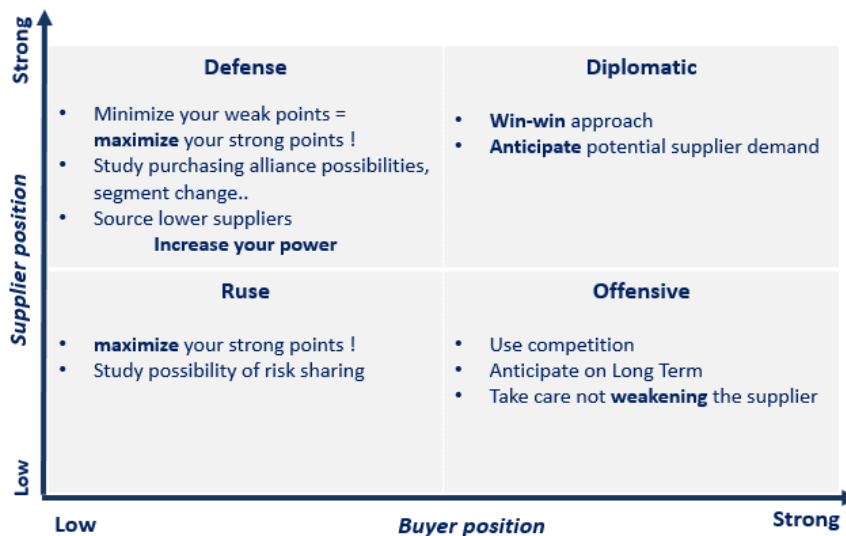 Strong
Supplier position
Low
Defense
• Minimize your weak points =
maximize your strong points !
• Study purchasing alliance possibilities,
segment change..
• Source lower suppliers
Increase your power
Diplomatic
• Win-win approach
• Anticipate potential supplier demand
Ruse
• maximize your strong points !
• Study possibility of risk sharing
Offensive
• Use competition
• Anticipate on Long Term
• Take care not weakening the supplier
Low
Buyer position
Strong